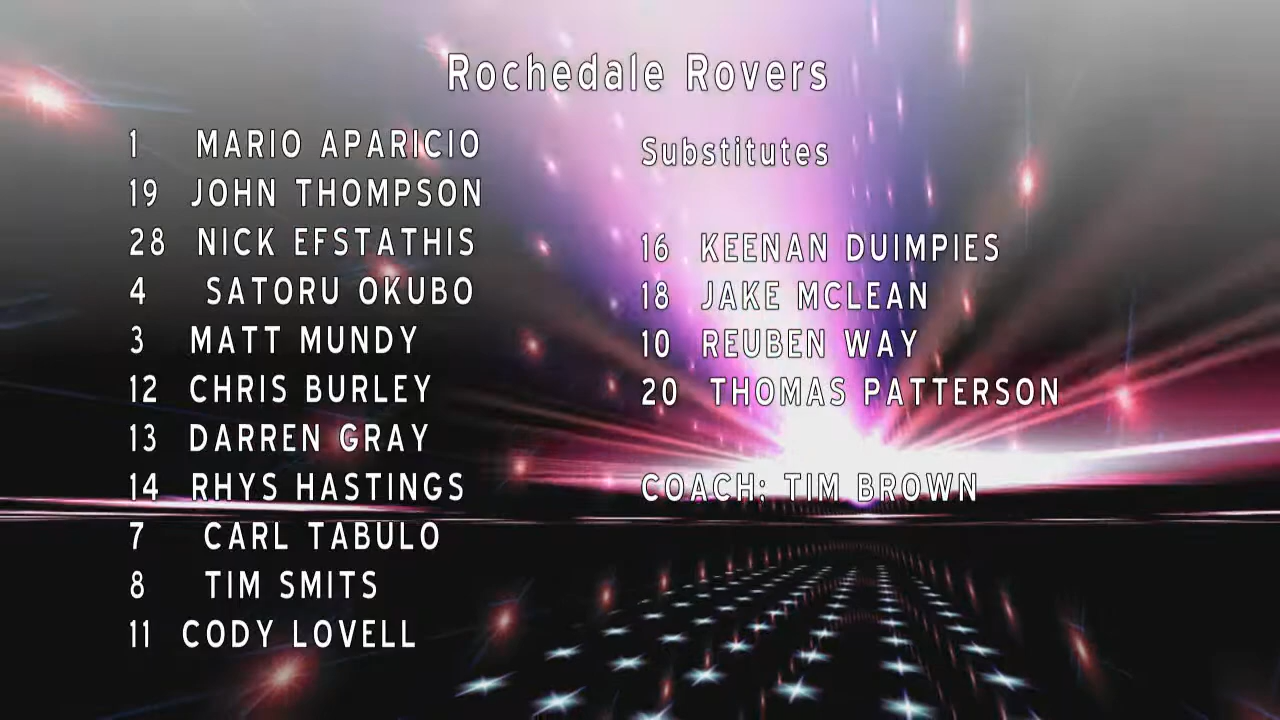 Rochedale Rovers
1 MARIO APARICIO
19 JOHN THOMPSON
28 NICK EFSTATHIS
4 SATORU OKUBO
3 MATT MUNDY
12 CHRIS BURLEY
13 DARREN GRAY
14 RHYS HASTINGS
7 CARL TABULO
8 TIM SMITS
11 CODY LOVELL
Substitutes
16 KEENAN DUIMPIES
18 JAKE MCLEAN
10 REUBEN WAY
20 THOMAS PATTERSON
COACH: TIM BROWN